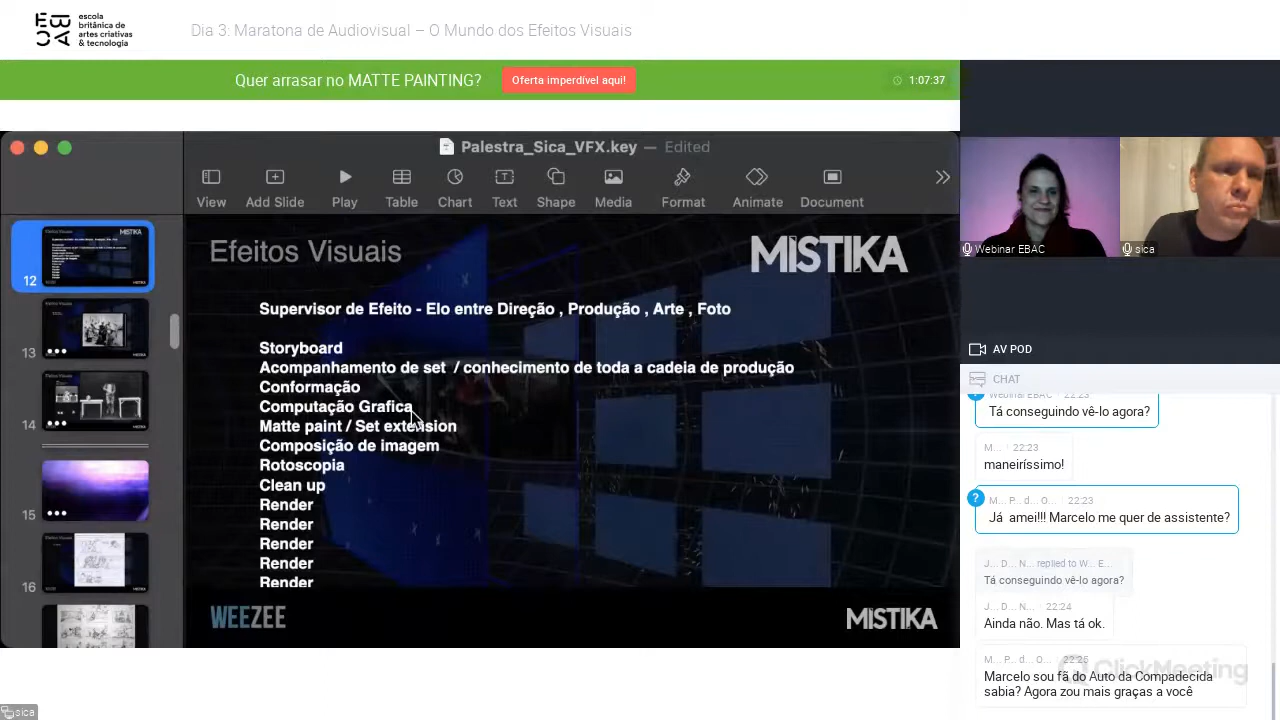 escola
britânica de
artes criativas
& tecnologia
Dia 3: Maratona de Audiovisual – O Mundo dos Efeitos Visuais
Quer arrasar no MATTE PAINTING?
Oferta imperdível aqui!
1:07:37
Palestra_Sica_VFX.key — Edited
View
Add Slide
Play
Table
Chart
Text
Shape
Media
Format
Animate
Document
12
13
14
15
16
Efeitos Visuais
MISTIKA
Supervisor de Efeito - Elo entre Direção , Produção , Arte , Foto
Storyboard
Acompanhamento de set / conhecimento de toda a cadeia de produção
Conformação
Computação Grafica
Matte paint / Set extension
Composição de imagem
Rotoscopia
Clean up
Render
Render
Render
Render
Render
WEEZEE
MISTIKA
sica
Webinar EBAC
sica
AV POD
CHAT
Webinar EBAC 22:23
Tá conseguindo vê-lo agora?
M... 22:23
maneiríssimo!
M... P... d... O... 22:23
Já amei!!! Marcelo me quer de assistente?
J... D... N... replied to W... E...
Tá conseguindo vê-lo agora?
J... D... N... 22:24
Ainda não. Mas tá ok.
M... P... d... O... 22:25
ClickMeeting
Marcelo sou fã do Auto da Compadecida
sabia? Agora zou mais graças a você